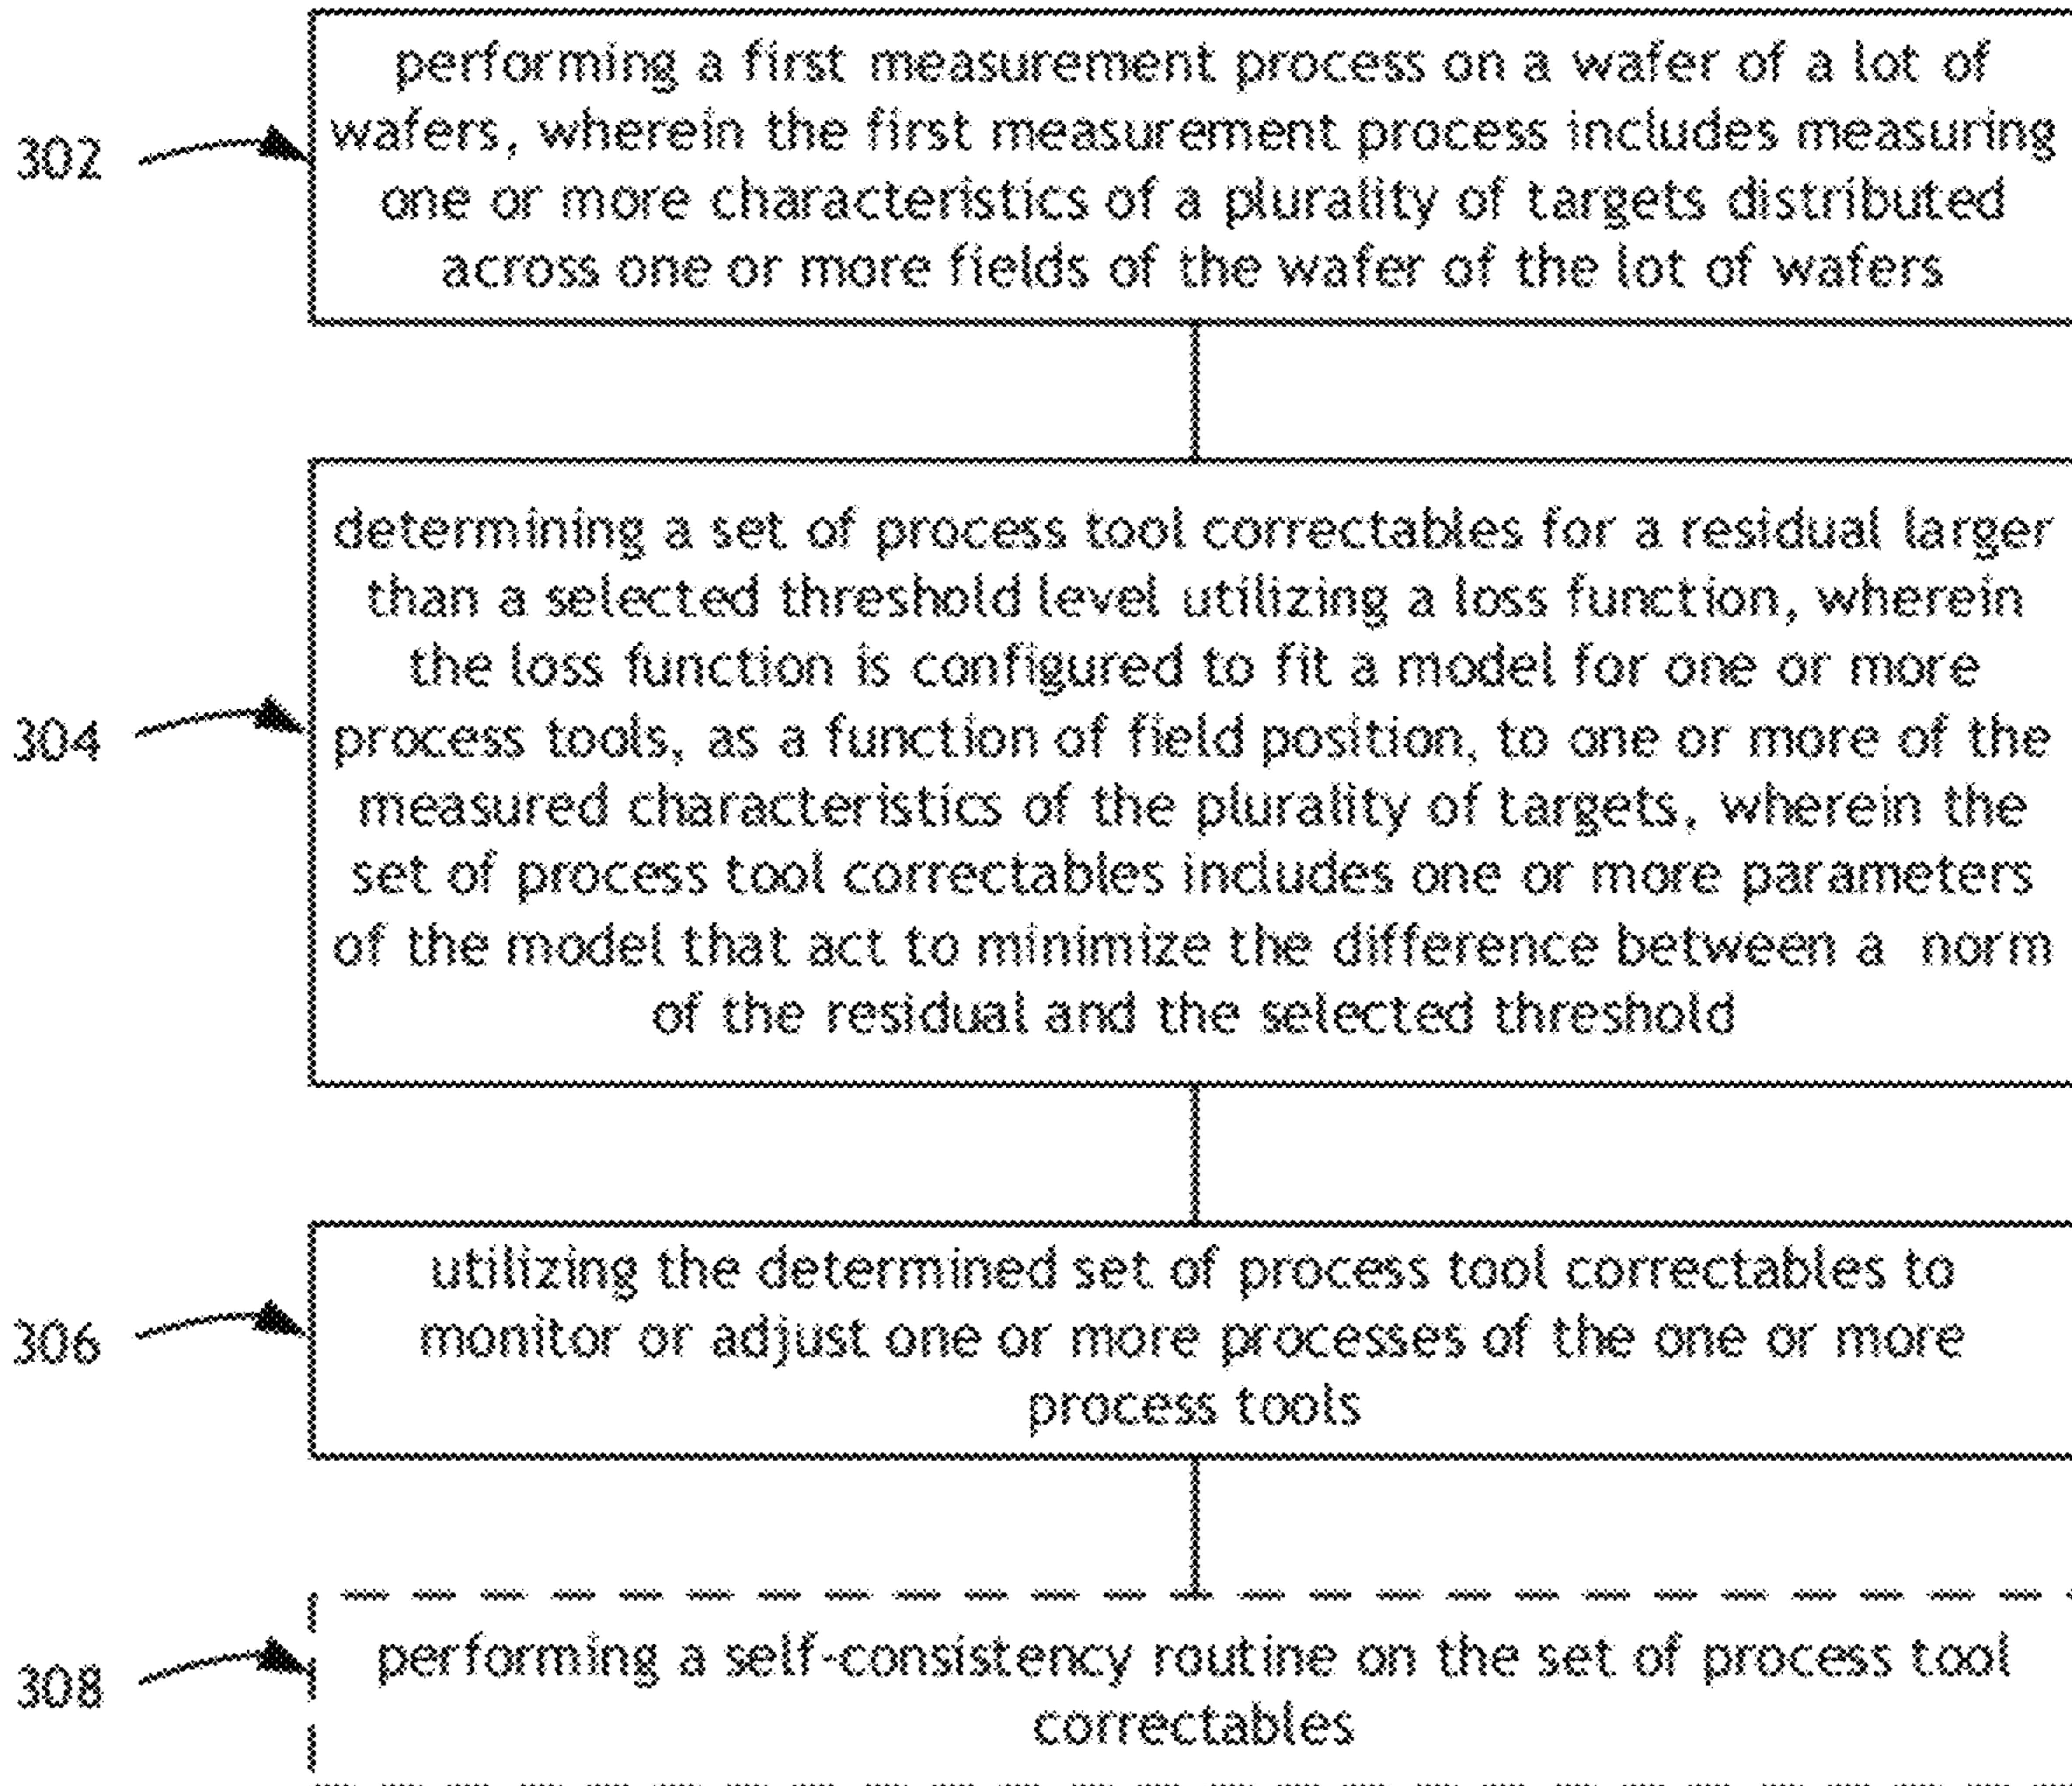 performing a first measurement process on a wafer of a lot of
wafers, wherein the first measurement process includes measuring
302
one or more characteristics of a plurality of targets distributed
across one or more fields of the wafer of the lot of wafers
determining a set of process tool correctables for a residual larger
than a selected threshold level utilizing a loss function, wherein
the loss function is configured to fit a model for one or more
304
process tools, as a function of field position, to one or more of the
measured characteristics of the plurality of targets, wherein the
set of process tool correctables includes one or more parameters
of the model that act to minimize the difference between a norm
of the residual and the selected threshold
utilizing the determined set of process tool correctables to
306
monitor or adjust one or more processes of the one or more
process tools
308
performing a self-consistency routine on the set of process tool
correctables